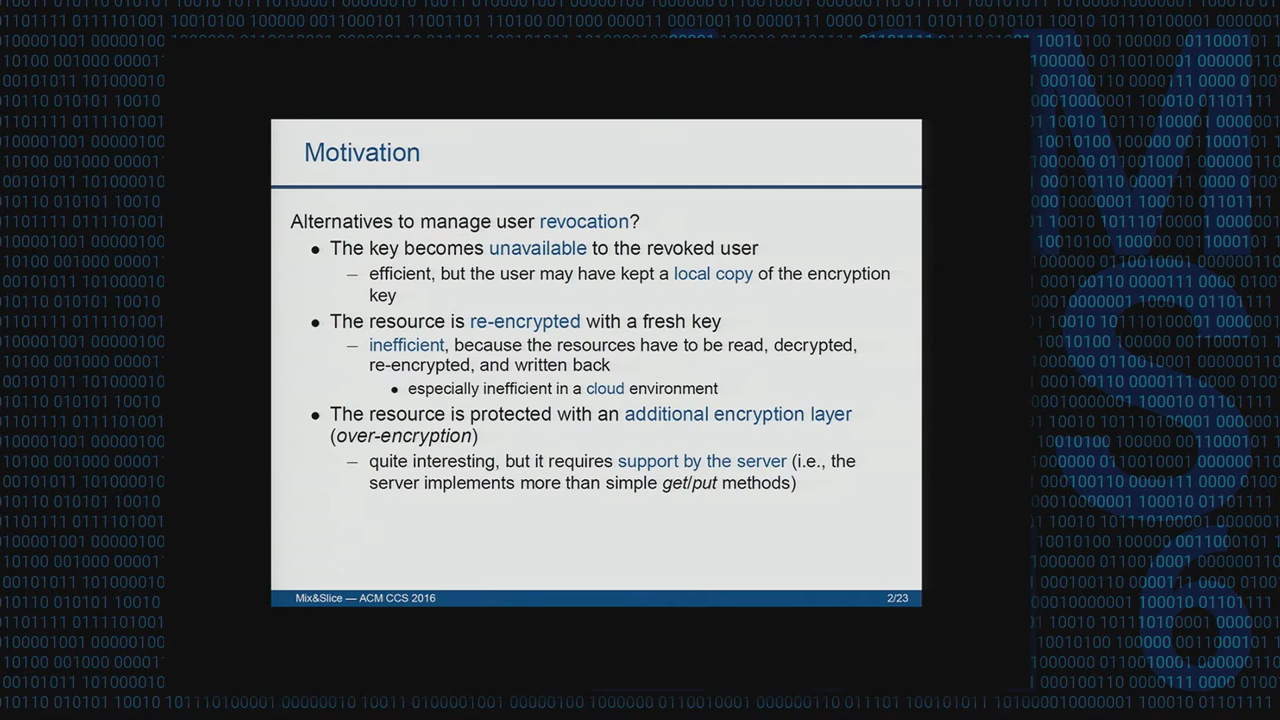 Motivation
Alternatives to manage user revocation?
• The key becomes unavailable to the revoked user
– efficient, but the user may have kept a local copy of the encryption
key
• The resource is re-encrypted with a fresh key
– inefficient, because the resources have to be read, decrypted,
re-encrypted, and written back
• especially inefficient in a cloud environment
• The resource is protected with an additional encryption layer
(over-encryption)
– quite interesting, but it requires support by the server (i.e., the
server implements more than simple get/put methods)
Mix&Slice — ACM CCS 2016
2/23